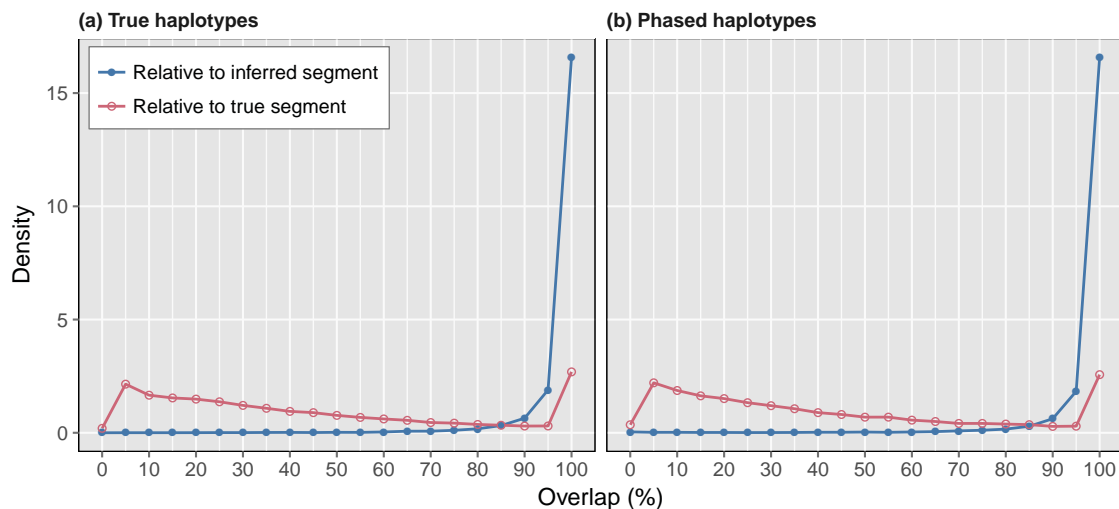 (a) True haplotypes
(b) Phased haplotypes
Relative to inferred segment
Relative to true segment
Density
15
10
5
0
0 10 20 30 40 50 60 70 80 90 100
0 10 20 30 40 50 60 70 80 90 100
Overlap (%)